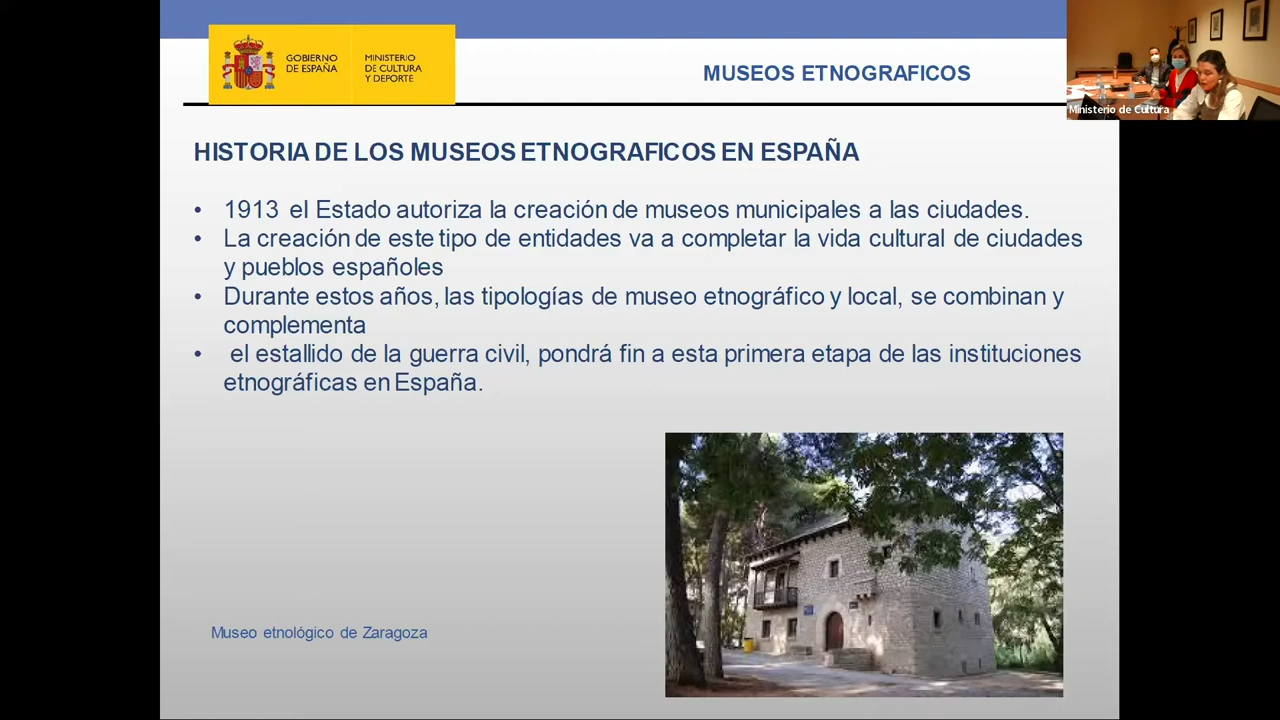 GOBIERNO
DE ESPAÑA
MINISTERIO
DE CULTURA
Y DEPORTE
MUSEOS ETNOGRAFICOS
Ministerio de Cultura
HISTORIA DE LOS MUSEOS ETNOGRAFICOS EN ESPAÑA
• 1913 el Estado autoriza la creación de museos municipales a las ciudades.
• La creación de este tipo de entidades va a completar la vida cultural de ciudades
y pueblos españoles
• Durante estos años, las tipologías de museo etnográfico y local, se combinan y
complementa
• el estallido de la guerra civil, pondrá fin a esta primera etapa de las instituciones
etnográficas en España.
Museo etnológico de Zaragoza